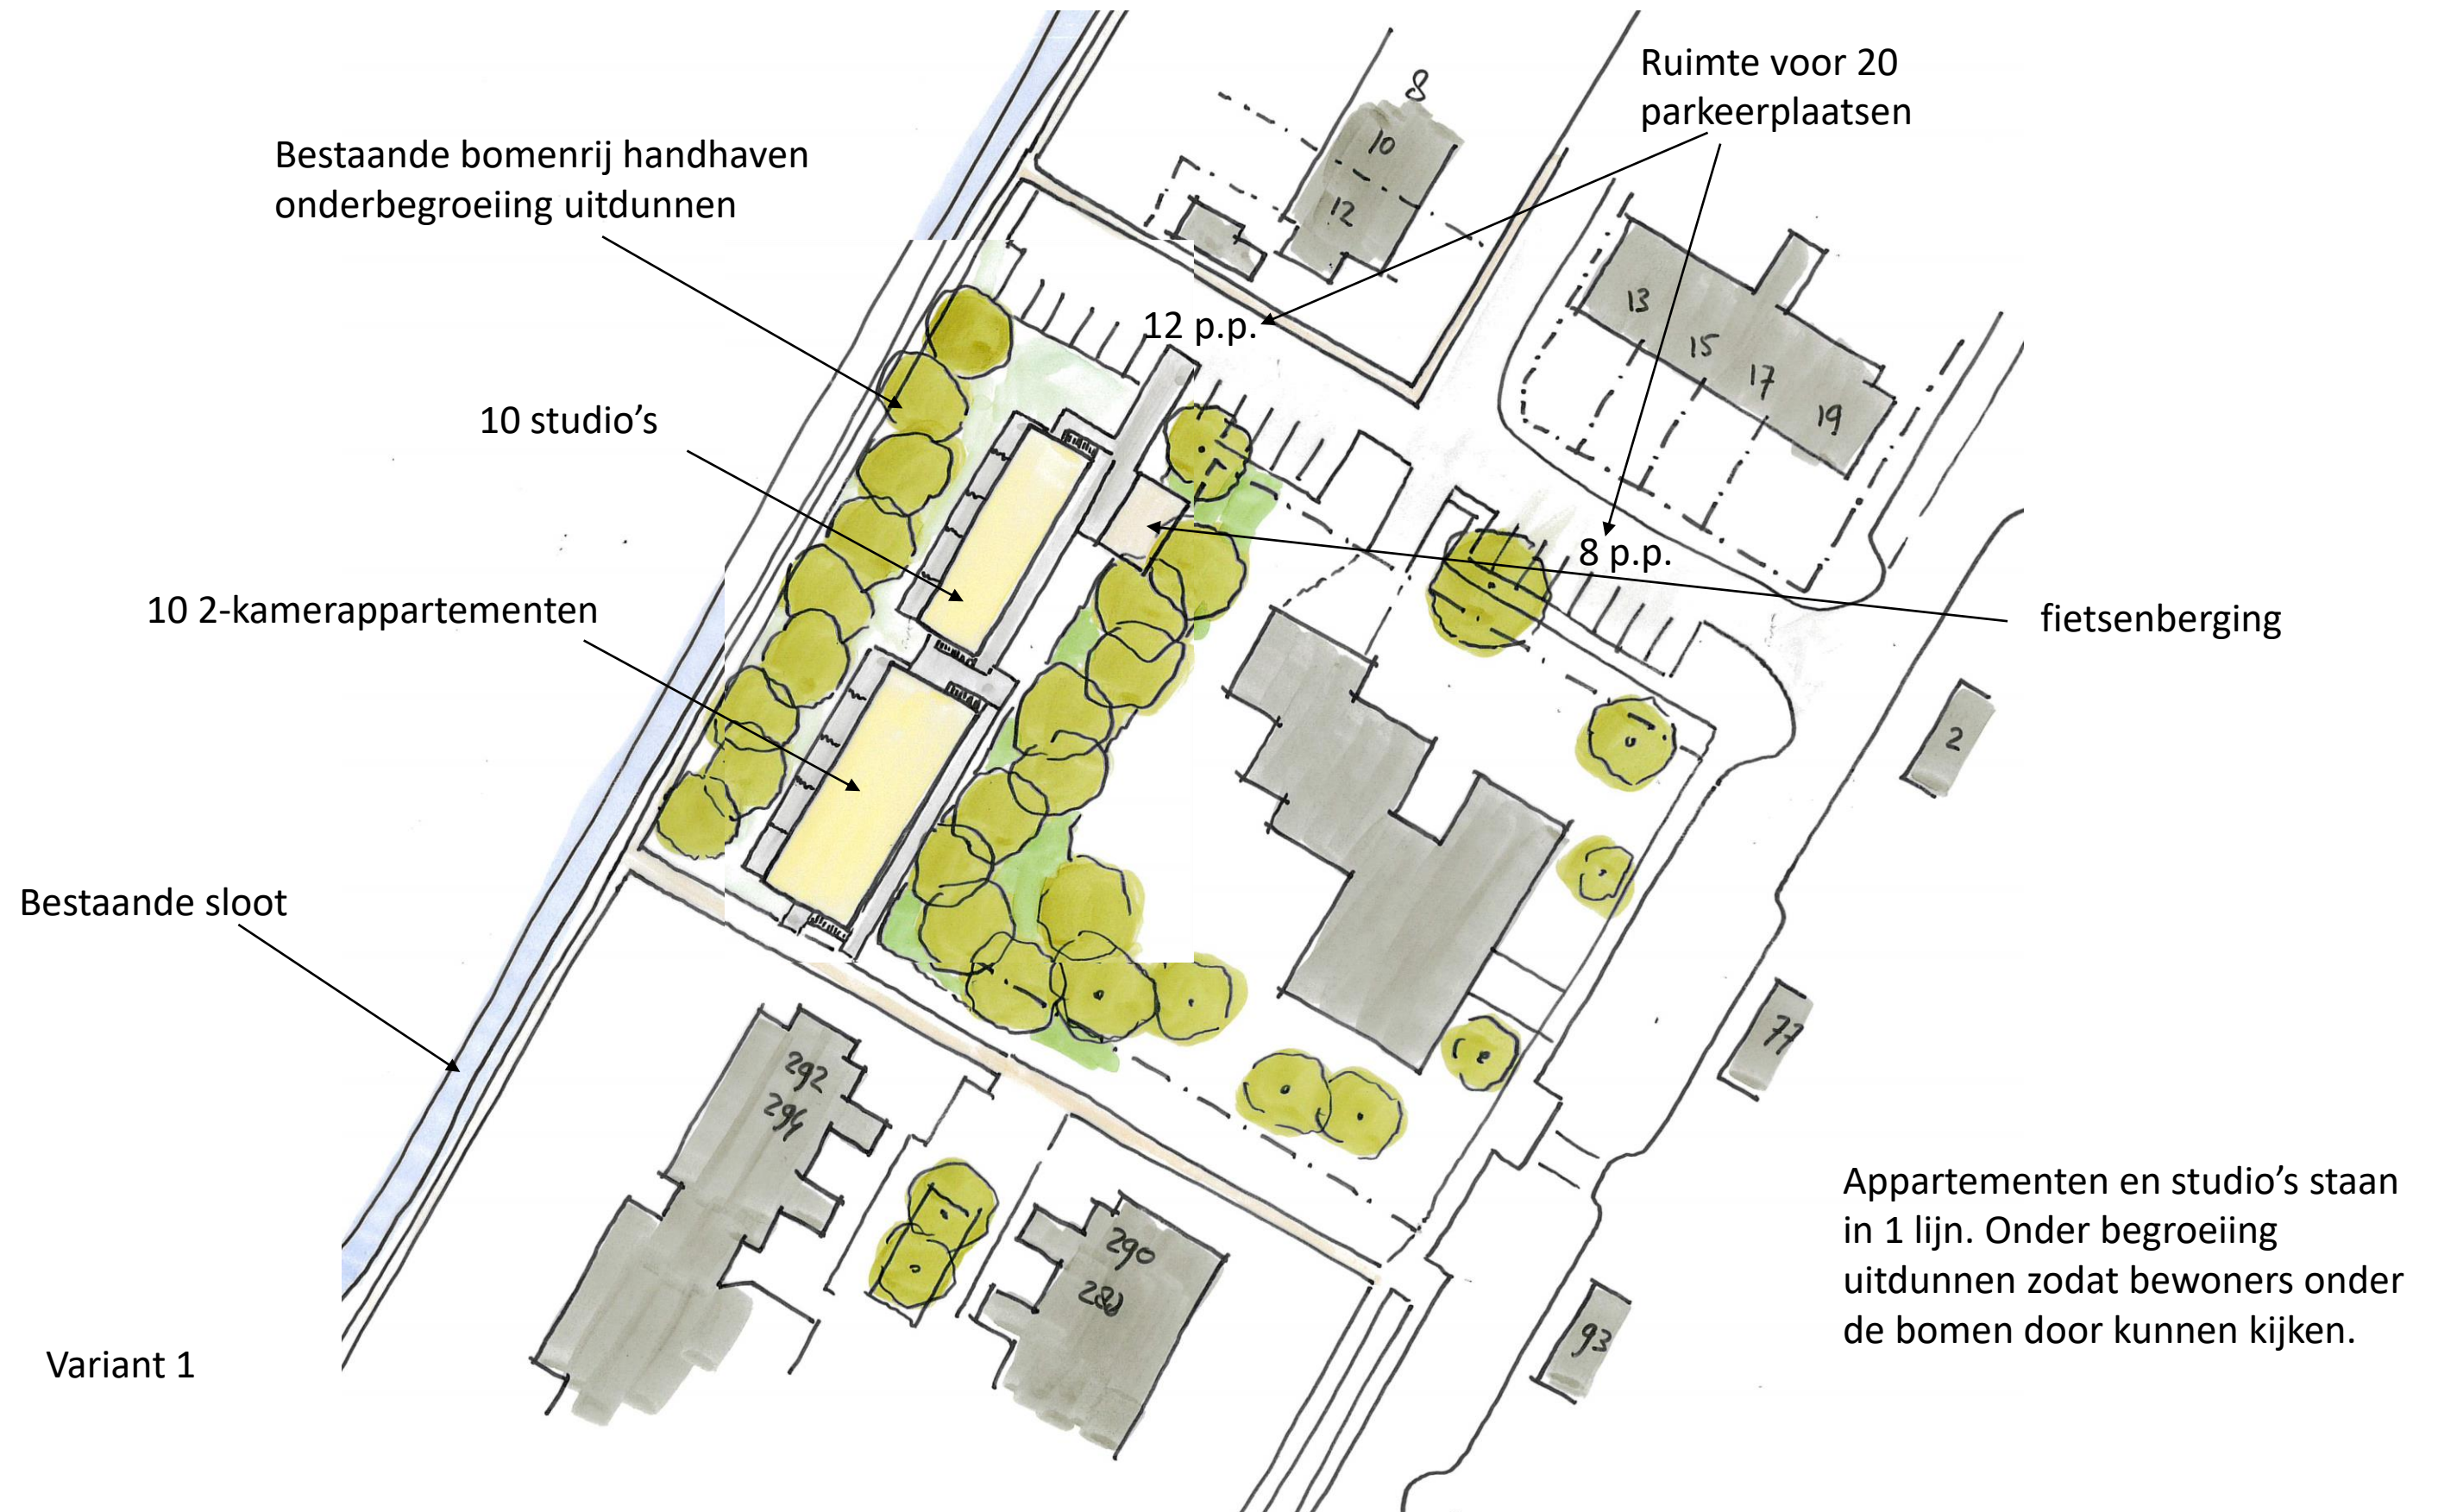 Ruimte voor 20
parkeerplaatsen
8
10
12
Bestaande bomenrij handhaven
onderbegroeiing uitdunnen
12 p.p.
13
15
17
19
10 studio's
8 p.p.
10 2-kamerappartementen
fietsenberging
2
Bestaande sloot
77
292
294
290
93
Appartementen en studio's staan
in 1 lijn. Onder begroeiing
uitdunnen zodat bewoners onder
de bomen door kunnen kijken.
Variant 1